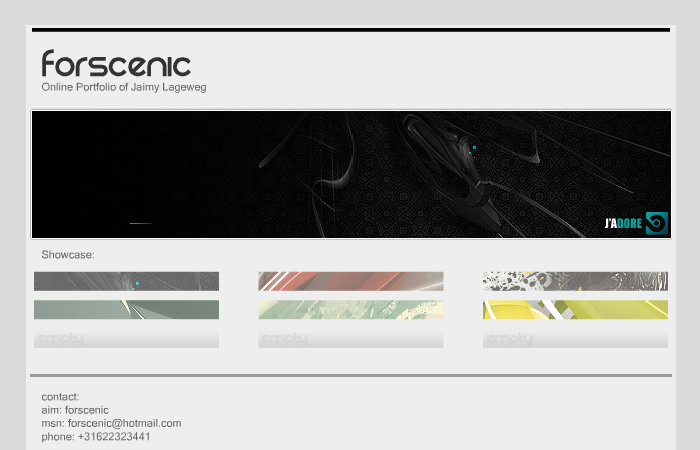 forscenic
Online Portfolio of Jaimy Lageweg
J'ADORE
Showcase:
empty
empty
empty
contact:
aim: forscenic
msn: forscenic@hotmail.com
phone: +31622323441